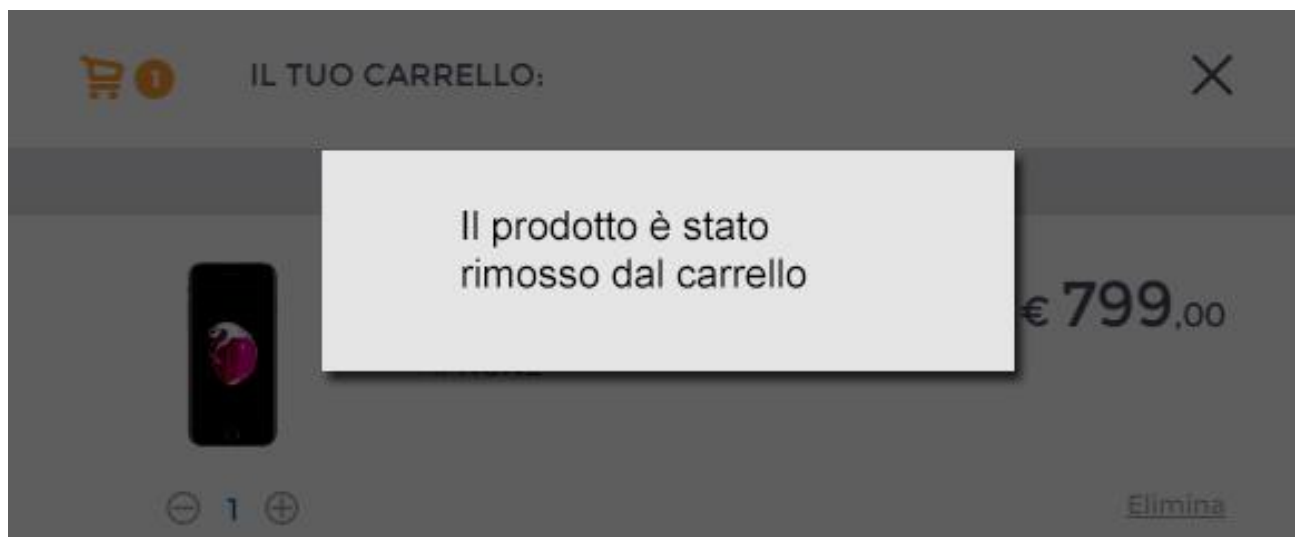 1 IL TUO CARRELLO:
Il prodotto è stato
rimosso dal carrello
€ 799,00
1
Elimina